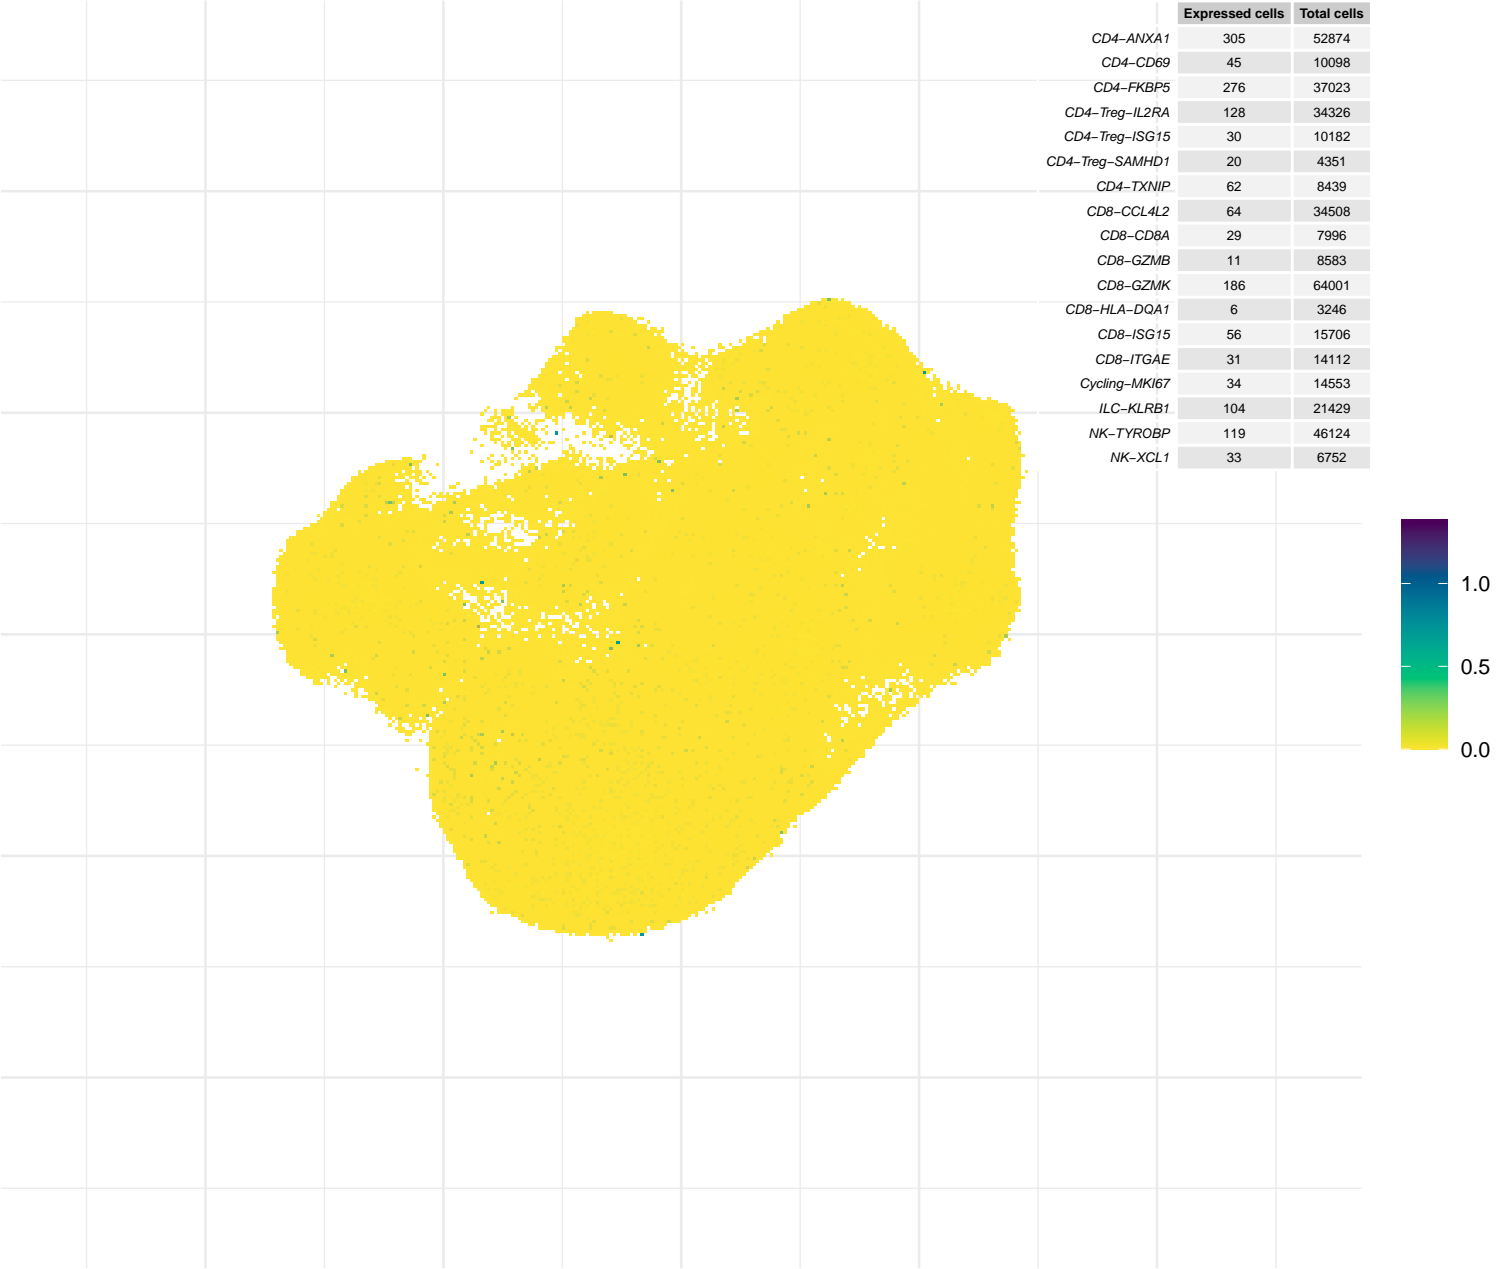 Expressed cells Total cells
CD4−ANXA1 305 52874
CD4−CD69 45 10098
CD4−FKBP5 276 37023
CD4−Treg−IL2RA 128 34326
CD4−Treg−ISG15 30 10182
CD4−Treg−SAMHD1 20 4351
CD4−TXNIP 62 8439
CD8−CCL4L2 64 34508
CD8−CD8A 29 7996
CD8−GZMB 11 8583
CD8−GZMK 186 64001
CD8−HLA−DQA1 6 3246
CD8−ISG15 56 15706
CD8−ITGAE 31 14112
Cycling−MKI67 34 14553
ILC−KLRB1 104 21429
NK−TYROBP 119 46124
NK−XCL1 33 6752
1.0
0.5
0.0